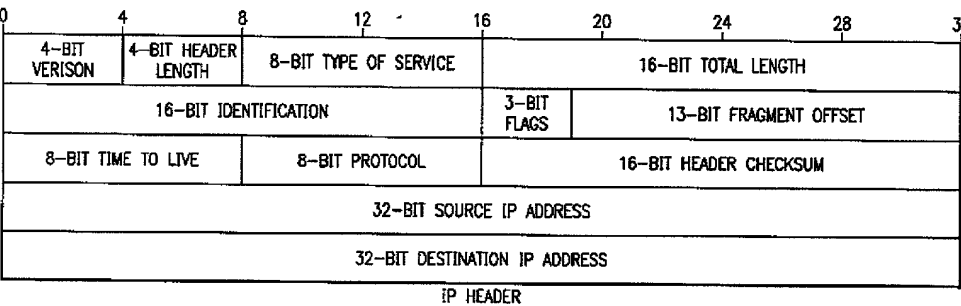 0 4 8 12 16 20 24 28 3
4-BIT VERISON
4-BIT HEADER LENGTH
8-BIT TYPE OF SERVICE
16-BIT TOTAL LENGTH
16-BIT IDENTIFICATION
3-BIT FLAGS
13-BIT FRAGMENT OFFSET
8-BIT TIME TO LIVE
8-BIT PROTOCOL
16-BIT HEADER CHECKSUM
32-BIT SOURCE IP ADDRESS
32-BIT DESTINATION IP ADDRESS
IP HEADER